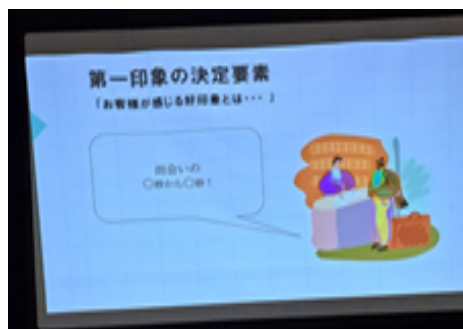 第一印象の決定要素
「お客様が感じる好印象とは・・・」
出会いの
○秒から○秒！